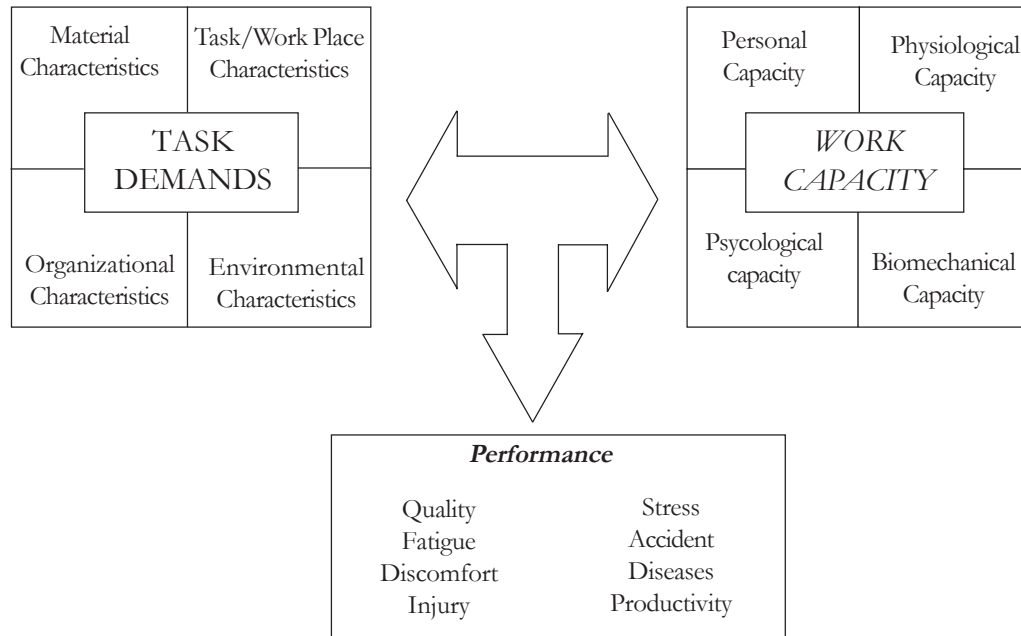 Material
Characteristics
Task/Work Place
Characteristics
TASK
DEMANDS
Organizational
Characteristics
Environmental
Characteristics
Personal
Capacity
Physiological
Capacity
WORK
CAPACITY
Psycological
capacity
Biomechanical
Capacity
Performance
Quality
Fatigue
Discomfort
Injury
Stress
Accident
Diseases
Productivity